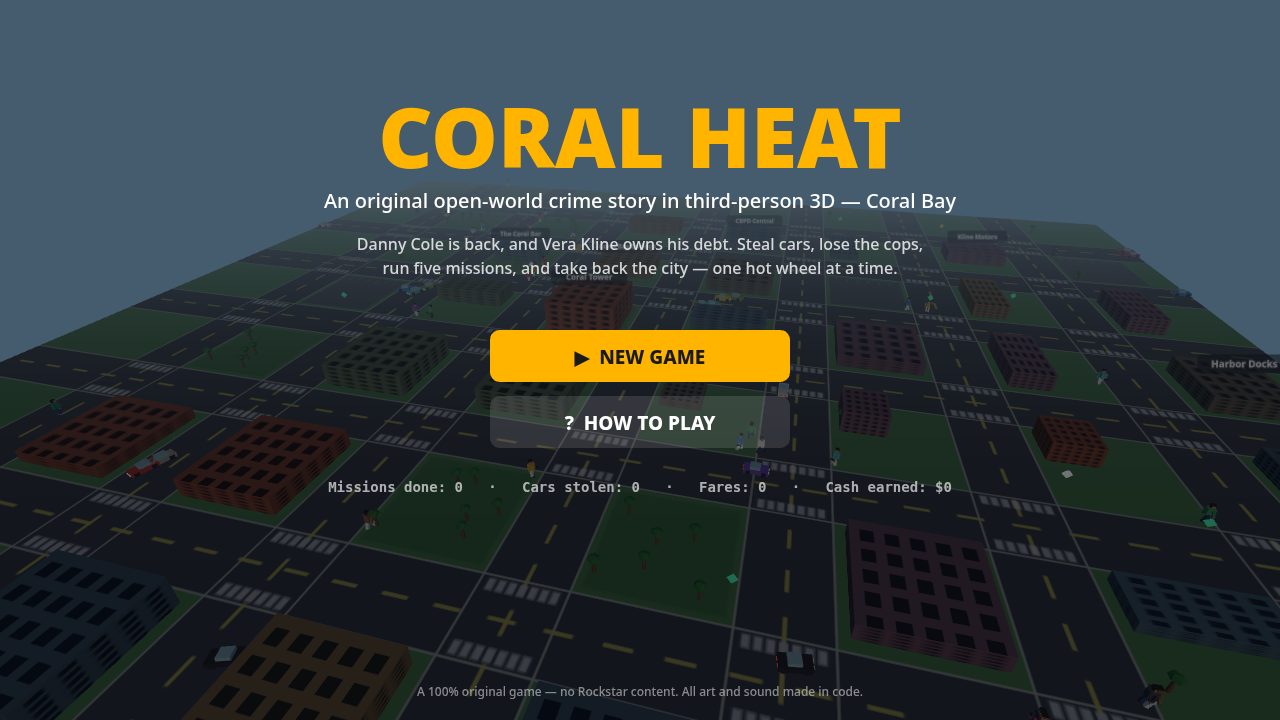 CORAL HEAT
An original open-world crime story in third-person 3D — Coral Bay
CBPD Central
The Coral Bar
Kline Motors
Danny Cole is back, and Vera Kline owns his debt. Steal cars, lose the cops,
run five missions, and take back the city — one hot wheel at a time.
Coral Tower
▶ NEW GAME
Harbor Docks
? HOW TO PLAY
Missions done: 0 · Cars stolen: 0 · Fares: 0 · Cash earned: $0
A 100% original game — no Rockstar content. All art and sound made in code.